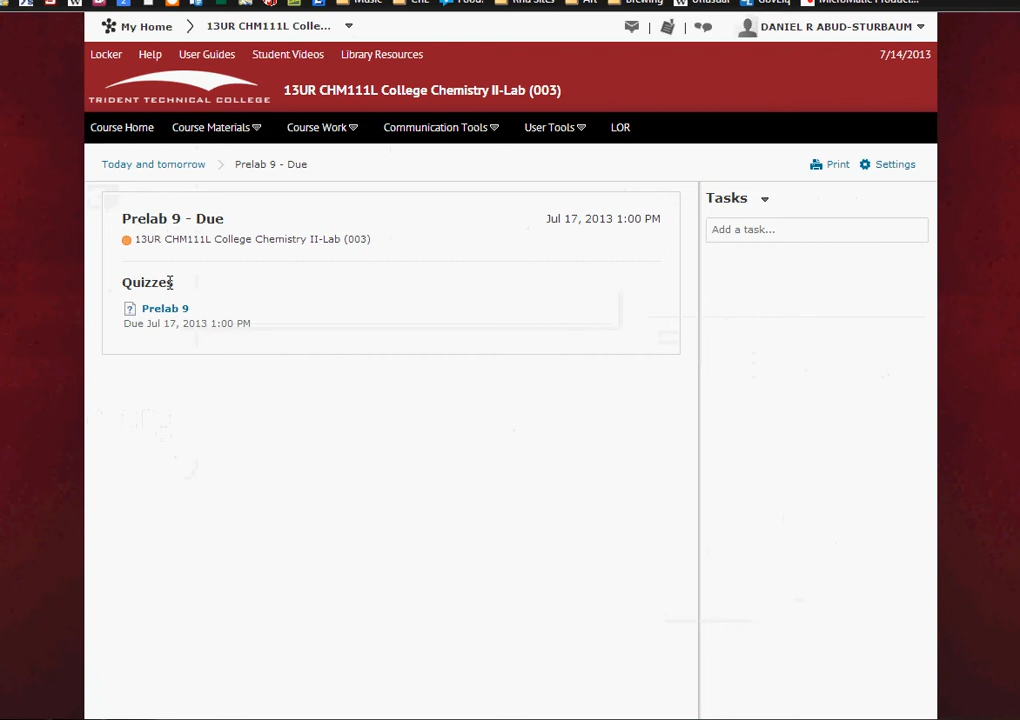 Music
Art
Brewing
Unusual
My Home
13UR CHM111L Colle...
DANIEL R ABUD-STURBAUM
Locker
Help
User Guides
Student Videos
Library Resources
7/14/2013
TRIDENT TECHNICAL COLLEGE
13UR CHM111L College Chemistry II-Lab (003)
Course Home
Course Materials
Course Work
Communication Tools
User Tools
LOR
Today and tomorrow
Prelab 9 - Due
Print
Settings
Prelab 9 - Due
Jul 17, 2013 1:00 PM
13UR CHM111L College Chemistry II-Lab (003)
Quizzes
Prelab 9
Due Jul 17, 2013 1:00 PM
Tasks
Add a task...